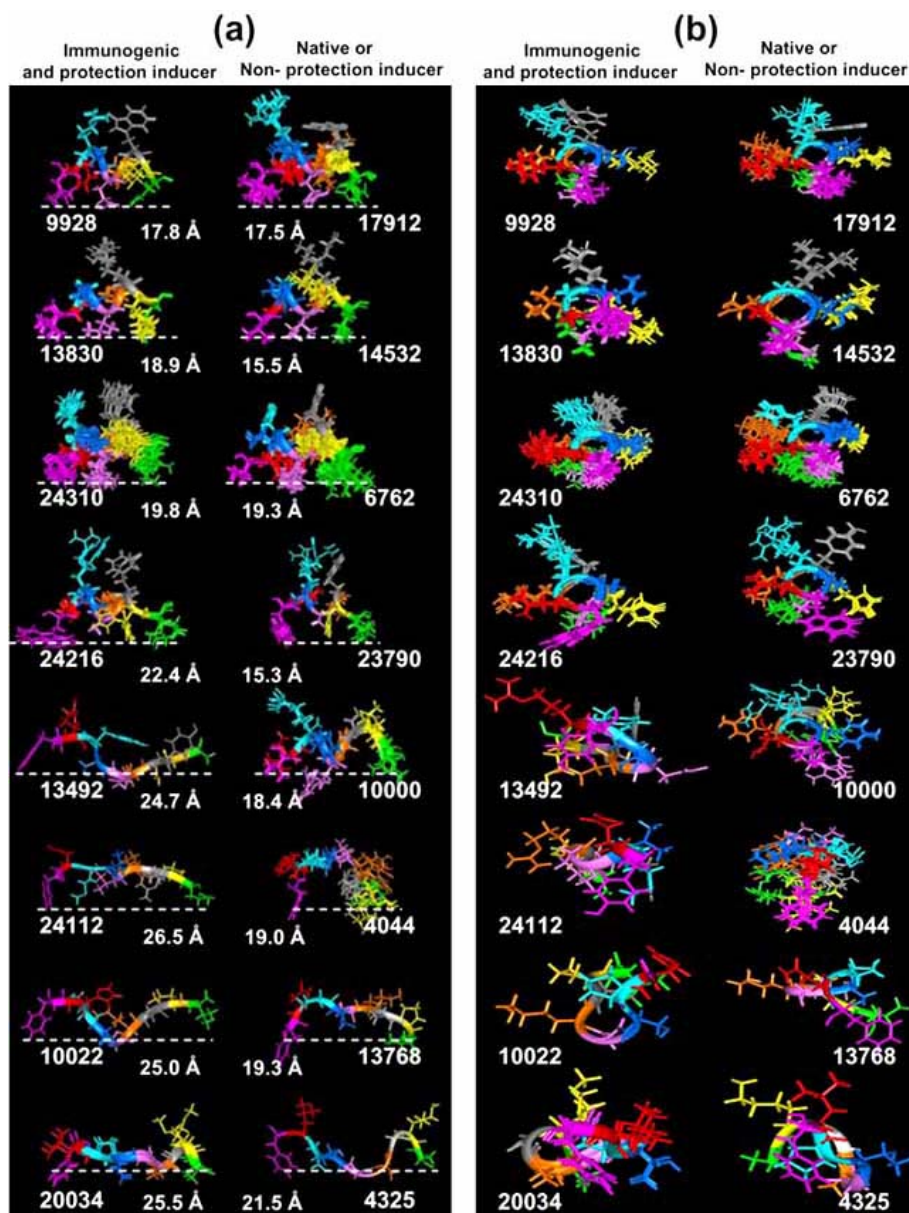 (a)
(b)
Immunogenic
and protection inducer
Native or
Non- protection inducer
Immunogenic
and protection inducer
Native or
Non- protection inducer
9928
17.8 Å
17.5 Å
17912
9928
17912
13830
18.9 Å
15.5 Å
14532
13830
14532
24310
19.8 Å
19.3 Å
6762
24310
6762
24216
22.4 Å
15.3 Å
23790
24216
23790
13492
24.7 Å
18.4 Å
10000
13492
10000
24112
26.5 Å
19.0 Å
4044
24112
4044
10022
25.0 Å
19.3 Å
13768
10022
13768
20034
25.5 Å
21.5 Å
4325
20034
4325